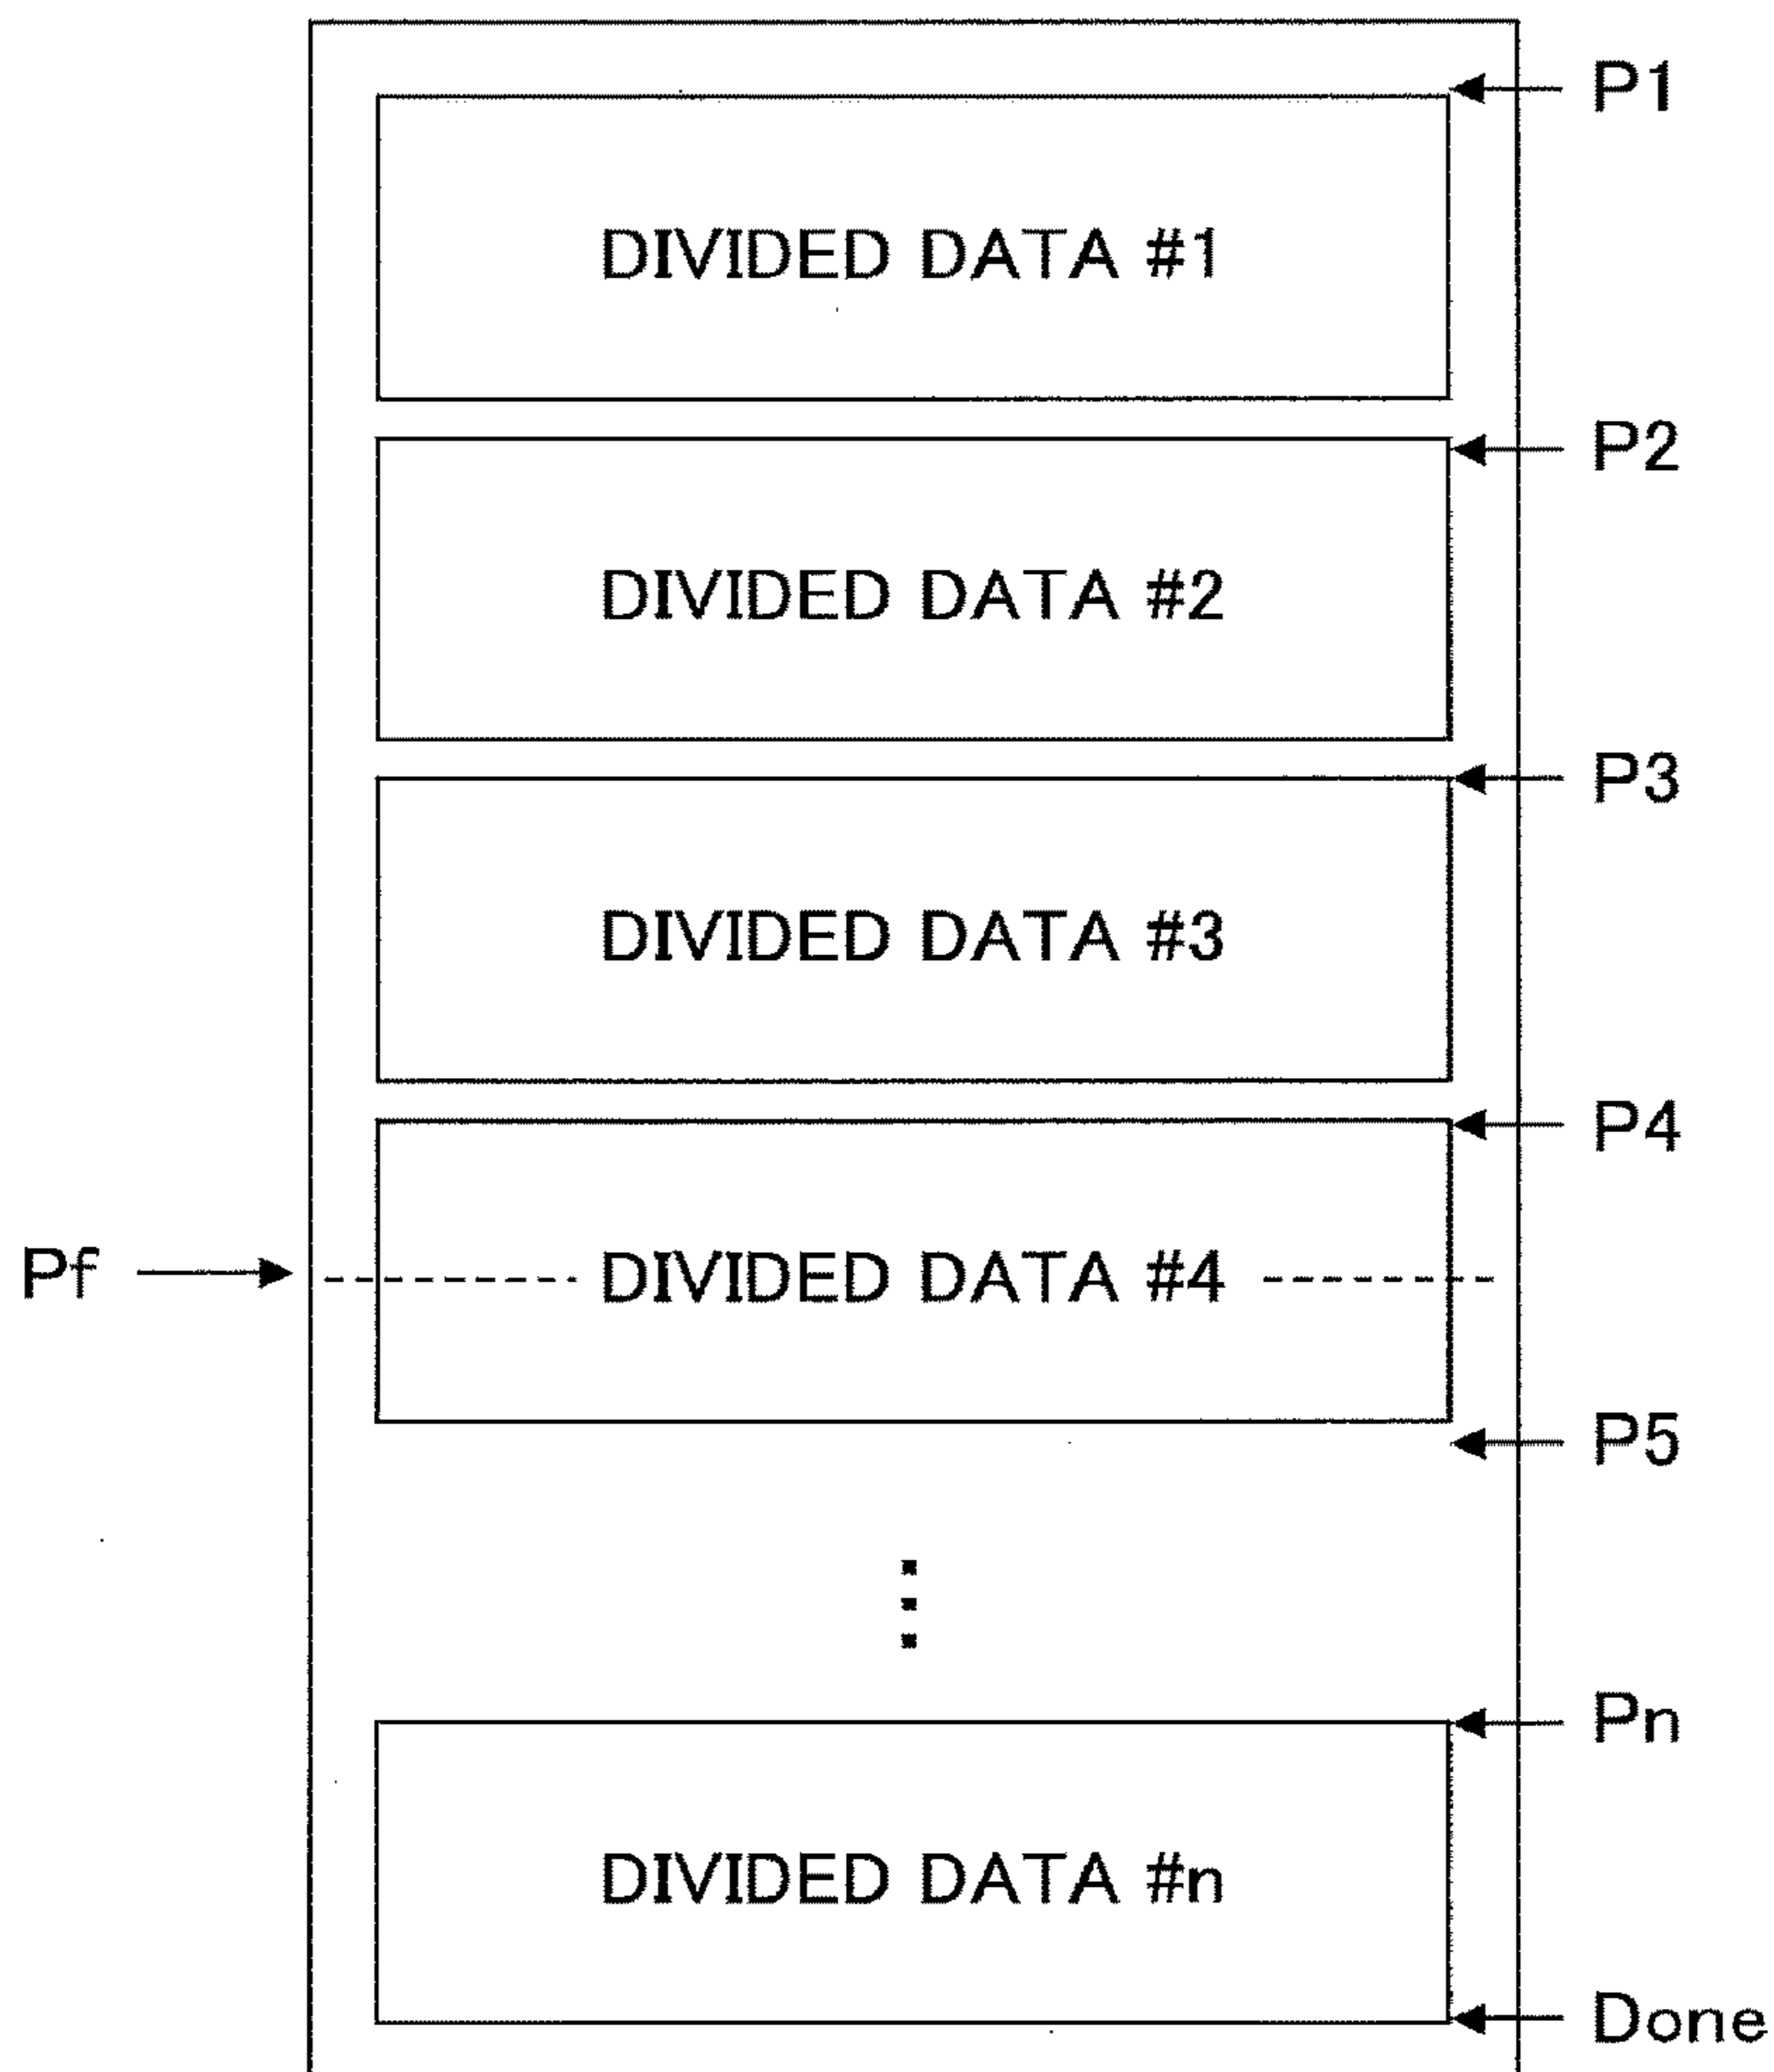 P1
DIVIDED DATA #1
P2
DIVIDED DATA #2
P3
DIVIDED DATA #3
P4
Pf
DIVIDED DATA #4
P5
Pn
DIVIDED DATA #n
Done